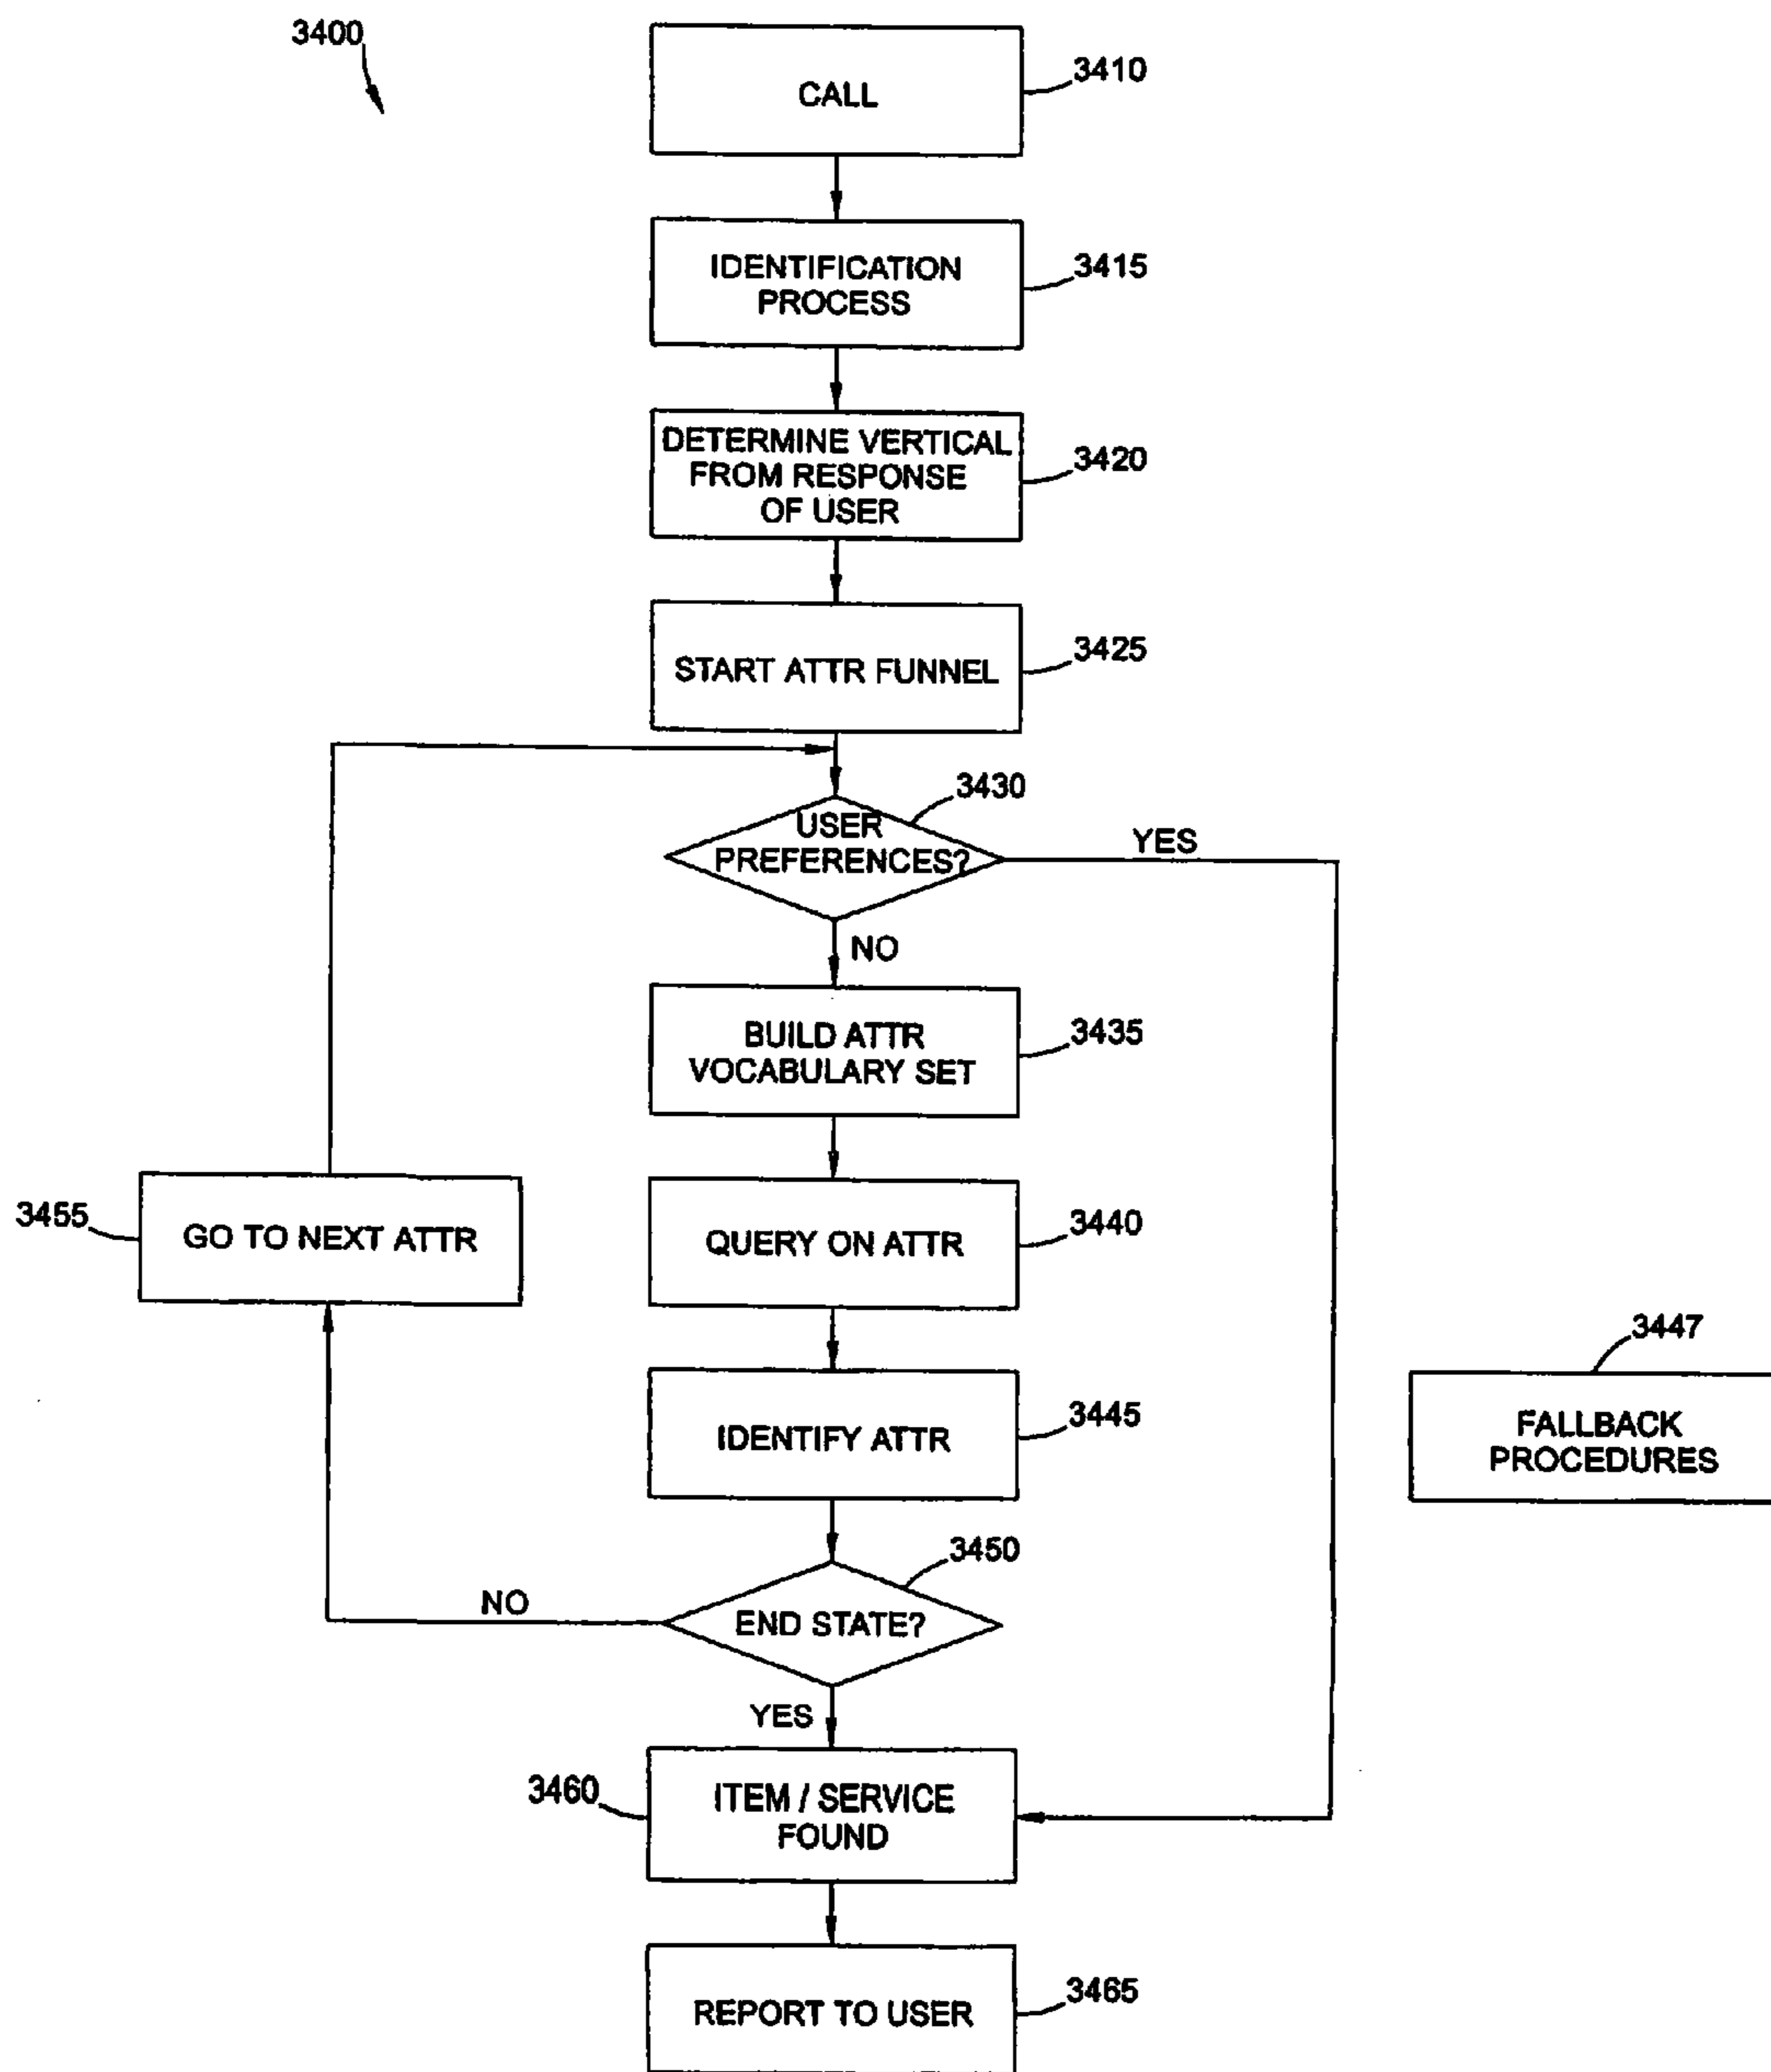 3400
CALL
3410
IDENTIFICATION
PROCESS
3415
DETERMINE VERTICAL
FROM RESPONSE
OF USER
3420
START ATTR FUNNEL
3425
3430
USER
PREFERENCES?
YES
NO
BUILD ATTR
VOCABULARY SET
3435
3455
GO TO NEXT ATTR
QUERY ON ATTR
3440
3447
FALLBACK
PROCEDURES
IDENTIFY ATTR
3445
3450
NO
END STATE?
YES
3460
ITEM / SERVICE
FOUND
REPORT TO USER
3465